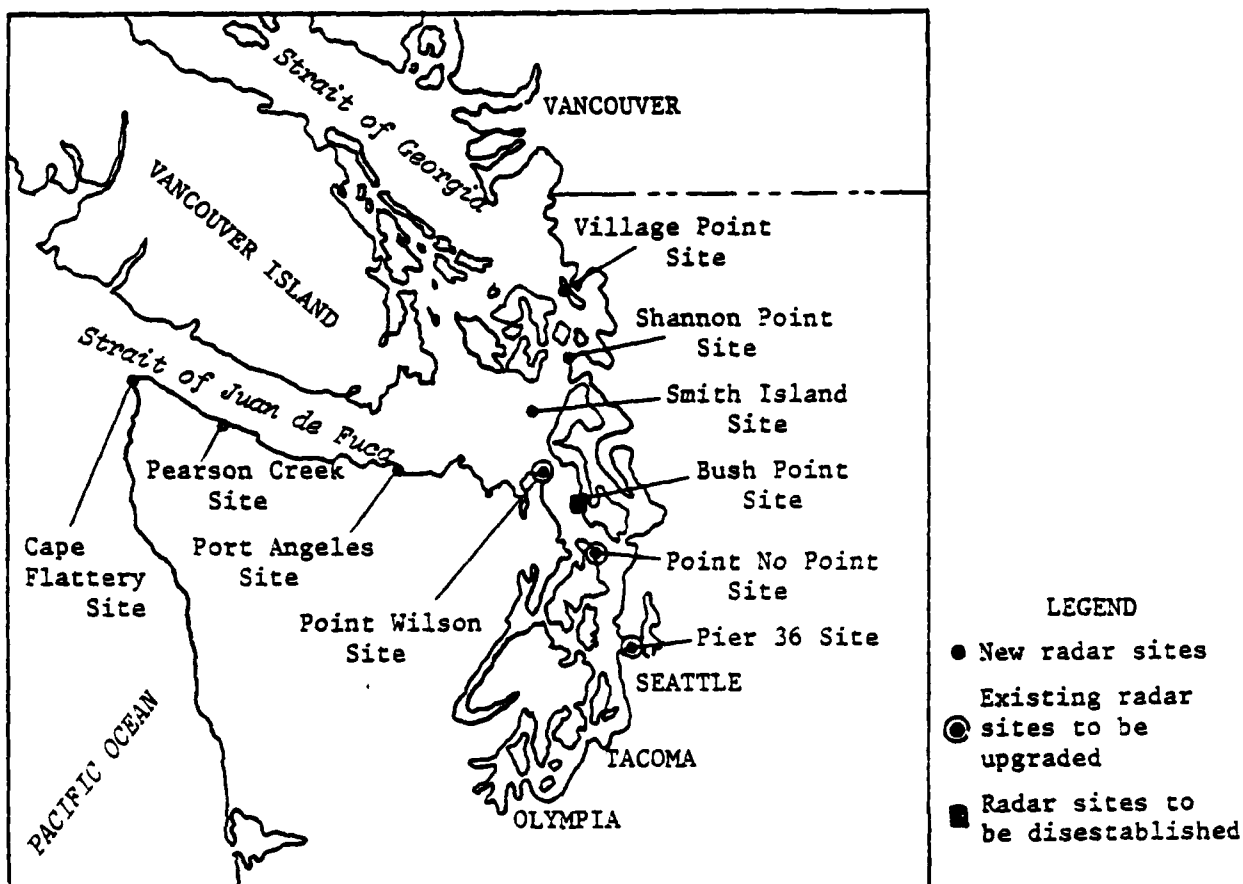 Strait of Georgia
VANCOUVER
VANCOUVER ISLAND
Village Point
Site
Shannon Point
Site
Strait of Juan de Fuca
Smith Island
Site
Pearson Creek
Site
Bush Point
Site
Cape
Flattery
Site
Port Angeles
Site
Point No Point
Site
Point Wilson
Site
Pier 36 Site
SEATTLE
PACIFIC OCEAN
TACOMA
OLYMPIA
LEGEND
New radar sites
Existing radar
sites to be
upgraded
Radar sites to
be disestablished